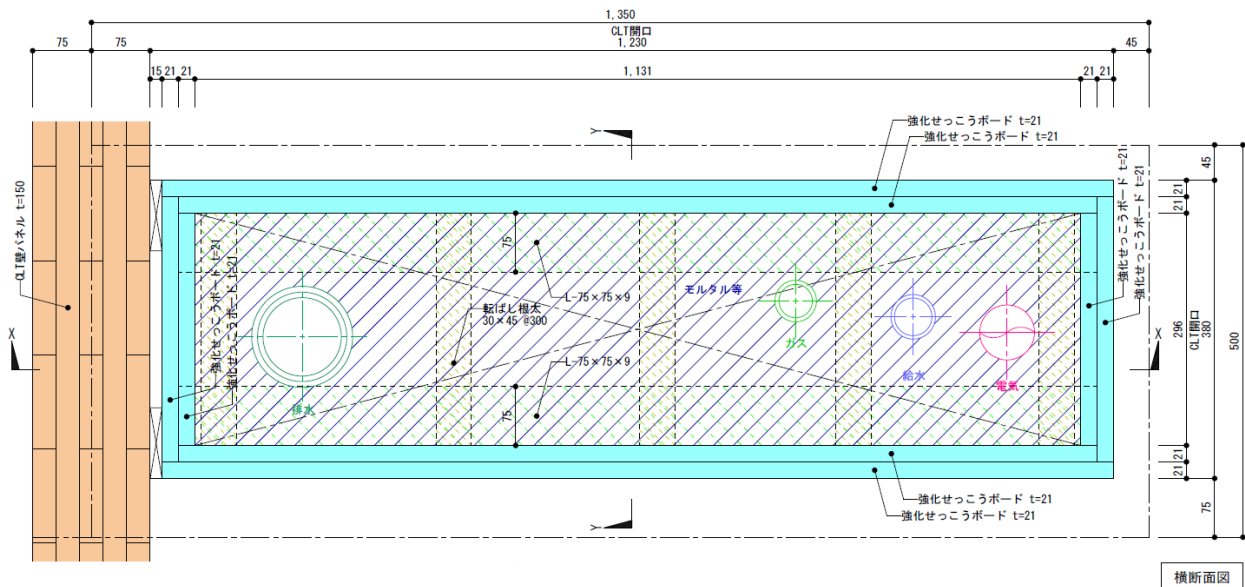 1,350
CLT開口
75
75
1,230
45
15
21
21
1,131
21
21
Y
強化せっこうボード t=21
強化せっこうボード t=21
強化せっこうボード t=21
強化せっこうボード t=21
45
21
21
CLT壁パネル t=150
75
強化せっこうボード t=21
強化せっこうボード t=21
L-75×75×9
転ばし根太
30×45 @300
L-75×75×9
モルタル等
ガス
給水
電気
排水
X
X
296
CLT開口
380
500
75
21
21
75
強化せっこうボード t=21
強化せっこうボード t=21
Y
横断面図